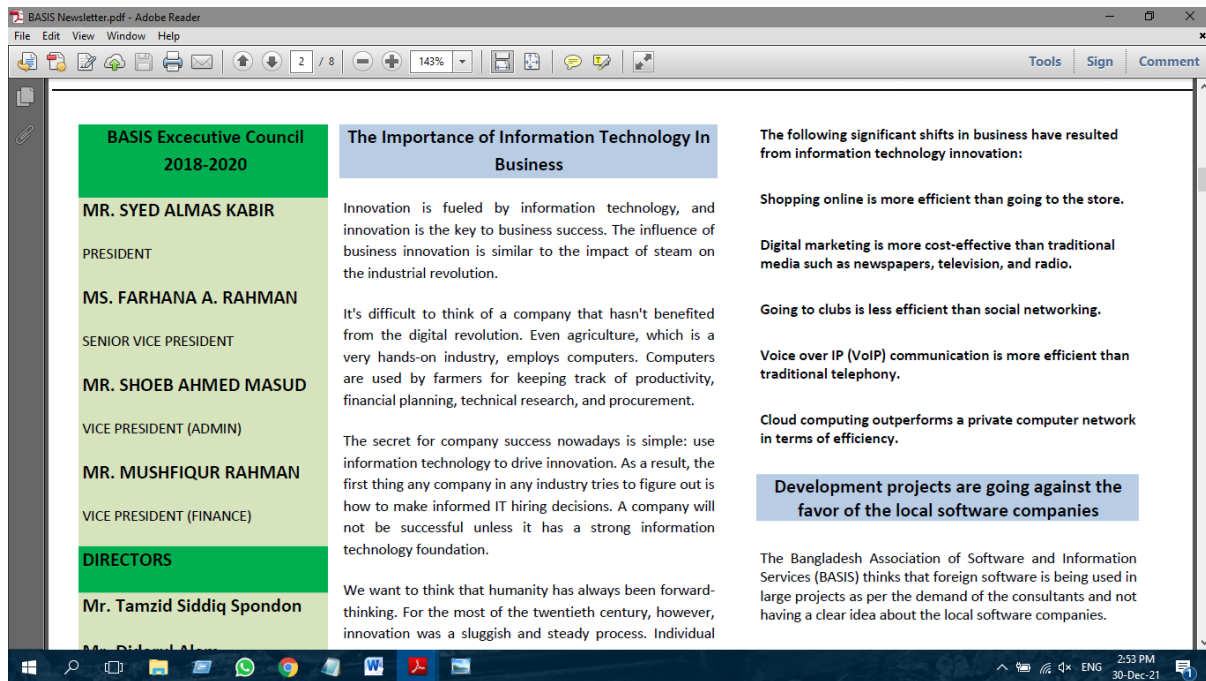 BASIS Newsletter.pdf - Adobe Reader
File Edit View Window Help
2 / 8
143%
Tools Sign Comment
BASIS Excecutive Council
2018-2020
MR. SYED ALMAS KABIR
PRESIDENT
MS. FARHANA A. RAHMAN
SENIOR VICE PRESIDENT
MR. SHOEB AHMED MASUD
VICE PRESIDENT (ADMIN)
MR. MUSHFIQUR RAHMAN
VICE PRESIDENT (FINANCE)
DIRECTORS
Mr. Tamzid Siddiq Spondon
The Importance of Information Technology In
Business
Innovation is fueled by information technology, and
innovation is the key to business success. The influence of
business innovation is similar to the impact of steam on
the industrial revolution.
It's difficult to think of a company that hasn't benefited
from the digital revolution. Even agriculture, which is a
very hands-on industry, employs computers. Computers
are used by farmers for keeping track of productivity,
financial planning, technical research, and procurement.
The secret for company success nowadays is simple: use
information technology to drive innovation. As a result, the
first thing any company in any industry tries to figure out is
how to make informed IT hiring decisions. A company will
not be successful unless it has a strong information
technology foundation.
We want to think that humanity has always been forward-
thinking. For the most of the twentieth century, however,
innovation was a sluggish and steady process. Individual
The following significant shifts in business have resulted
from information technology innovation:
Shopping online is more efficient than going to the store.
Digital marketing is more cost-effective than traditional
media such as newspapers, television, and radio.
Going to clubs is less efficient than social networking.
Voice over IP (VoIP) communication is more efficient than
traditional telephony.
Cloud computing outperforms a private computer network
in terms of efficiency.
Development projects are going against the
favor of the local software companies
The Bangladesh Association of Software and Information
Services (BASIS) thinks that foreign software is being used in
large projects as per the demand of the consultants and not
having a clear idea about the local software companies.
ENG
2:53 PM
30-Dec-21